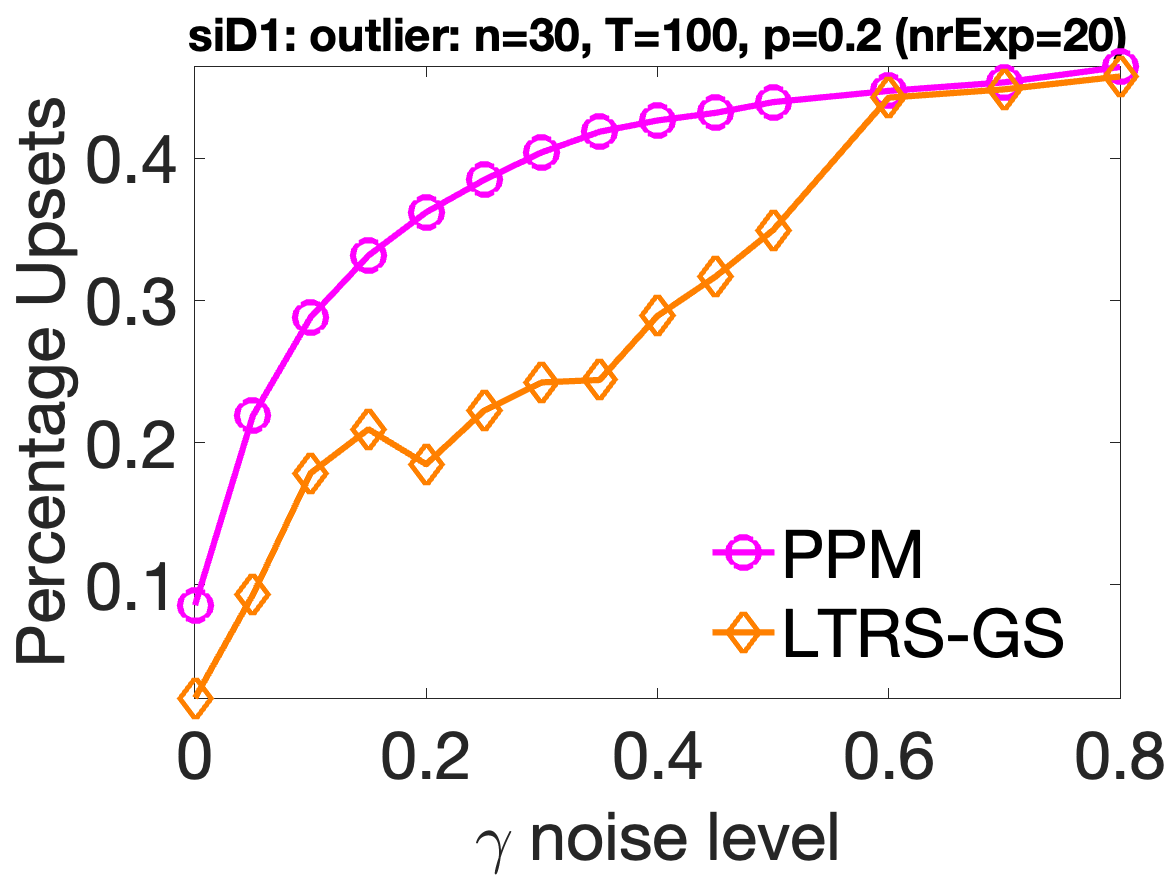 siD1: outlier: n=30, T=100, p=0.2 (nrExp=20)
Percentage Upsets
0.4
0.3
0.2
0.1
PPM
LTRS-GS
0 0.2 0.4 0.6 0.8
γ noise level